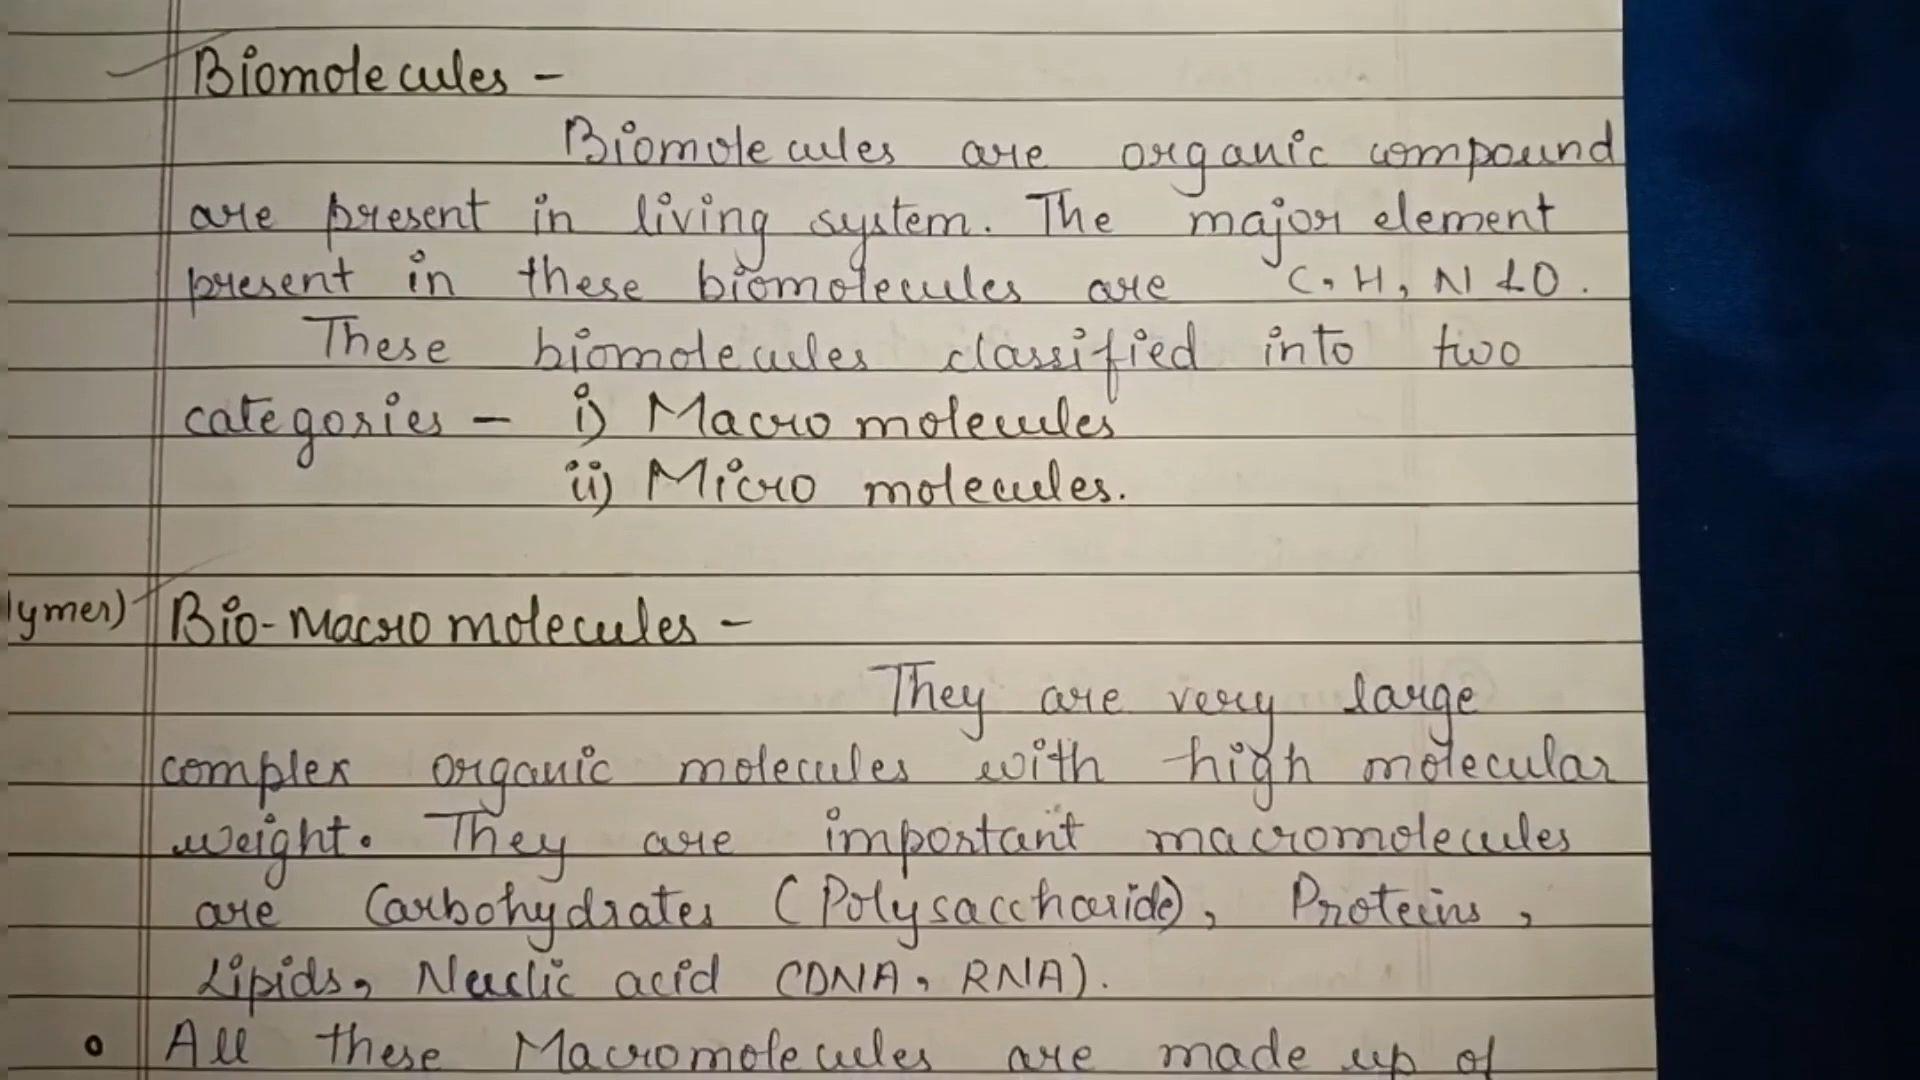 Biomolecules -
Biomolecules are organic compound
are present in living system. The major element
present in these biomolecules are C, H, N & O.
These biomolecules classified into two
categories - i) Macro molecules
ii) Micro molecules.
lymer) Bio-Macro molecules -
They are very large
complex organic molecules with high molecular
weight. They are important macromolecules
are Carbohydrates (Polysaccharide), Proteins,
Lipids, Nuclic acid (DNA, RNA).
All these Macromolecules are made up of